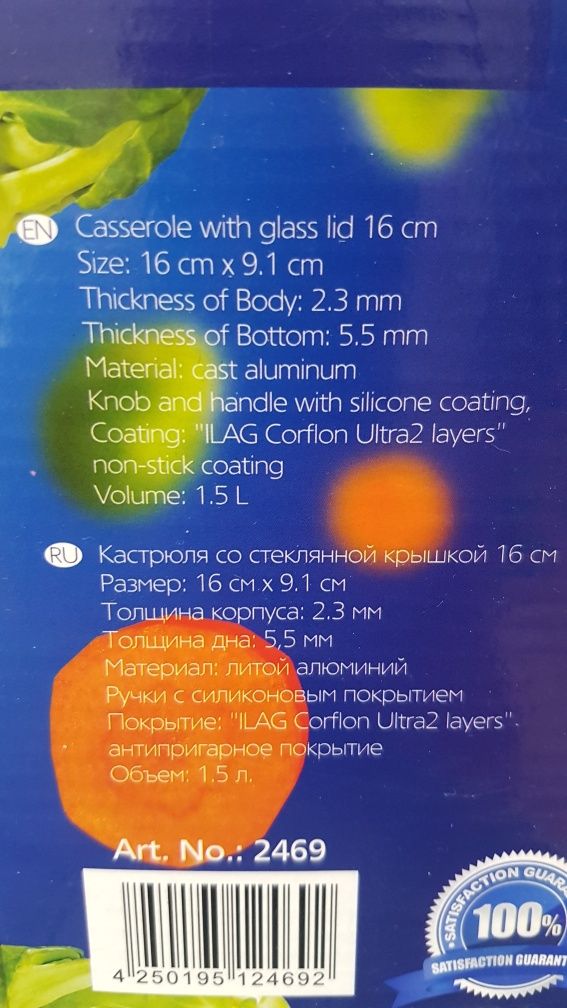 EN Casserole with glass lid 16 cm
Size: 16 cm x 9.1 cm
Thickness of Body: 2.3 mm
Thickness of Bottom: 5.5 mm
Material: cast aluminum
Knob and handle with silicone coating,
Coating: "ILAG Corflon Ultra2 layers"
non-stick coating
Volume: 1.5 L
RU Кастрюля со стеклянной крышкой 16 см
Размер: 16 см x 9.1 см
Толщина корпуса: 2.3 мм
Толщина дна: 5,5 мм
Материал: литой алюминий
Ручки с силиконовым покрытием
Покрытие: "ILAG Corflon Ultra2 layers"-
антипригарное покрытие
Объем: 1.5 л.
Art. No.: 2469
4 250195 124692
SATISFACTION GUARA
100%
SATISFACTION GUARANT